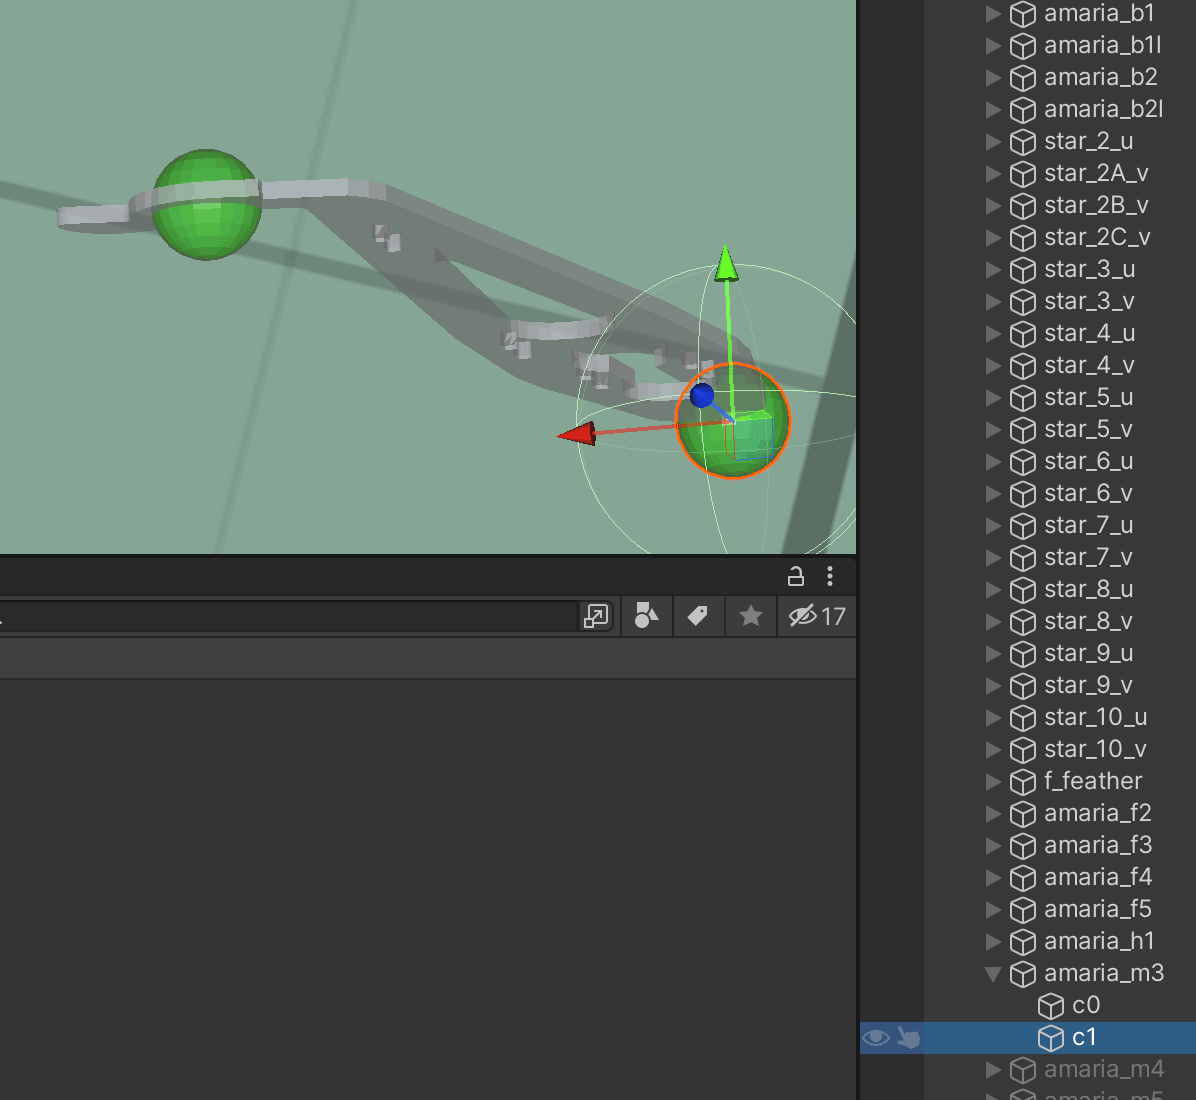 amaria_b1
amaria_b1l
amaria_b2
amaria_b2l
star_2_u
star_2A_v
star_2B_v
star_2C_v
star_3_u
star_3_v
star_4_u
star_4_v
star_5_u
star_5_v
star_6_u
star_6_v
star_7_u
star_7_v
star_8_u
star_8_v
star_9_u
star_9_v
star_10_u
star_10_v
f_feather
amaria_f2
amaria_f3
amaria_f4
amaria_f5
amaria_h1
amaria_m3
c0
c1
amaria_m4
amaria_m5
17